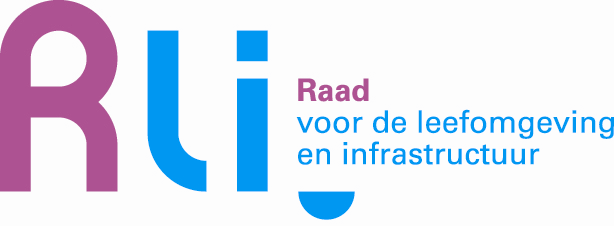 Rli
Raad
voor de leefomgeving
en infrastructuur